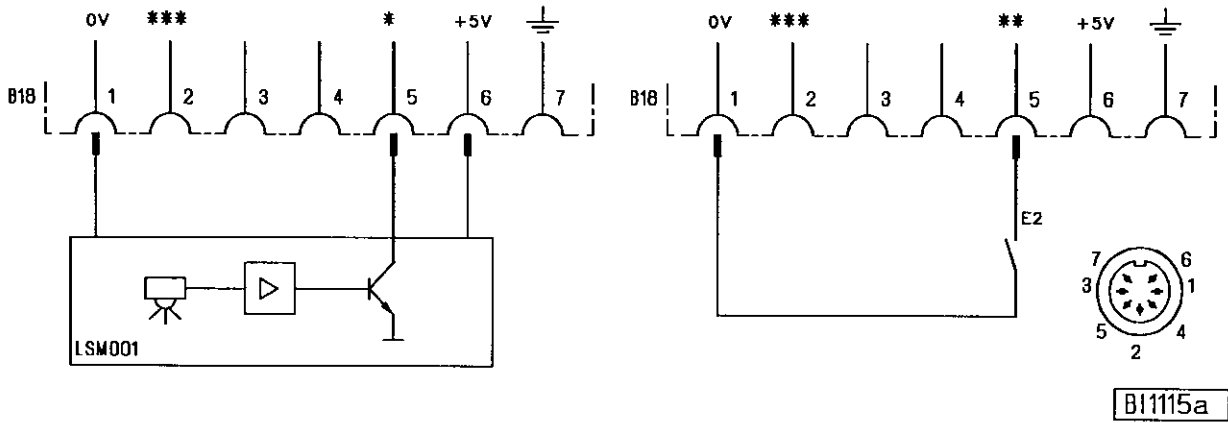 0V *** * +5V
B18 1 2 3 4 5 6 7
LSM001
0V *** ** +5V
B18 1 2 3 4 5 6 7
E2
7 6
3 1
5 4
2
BI1115a